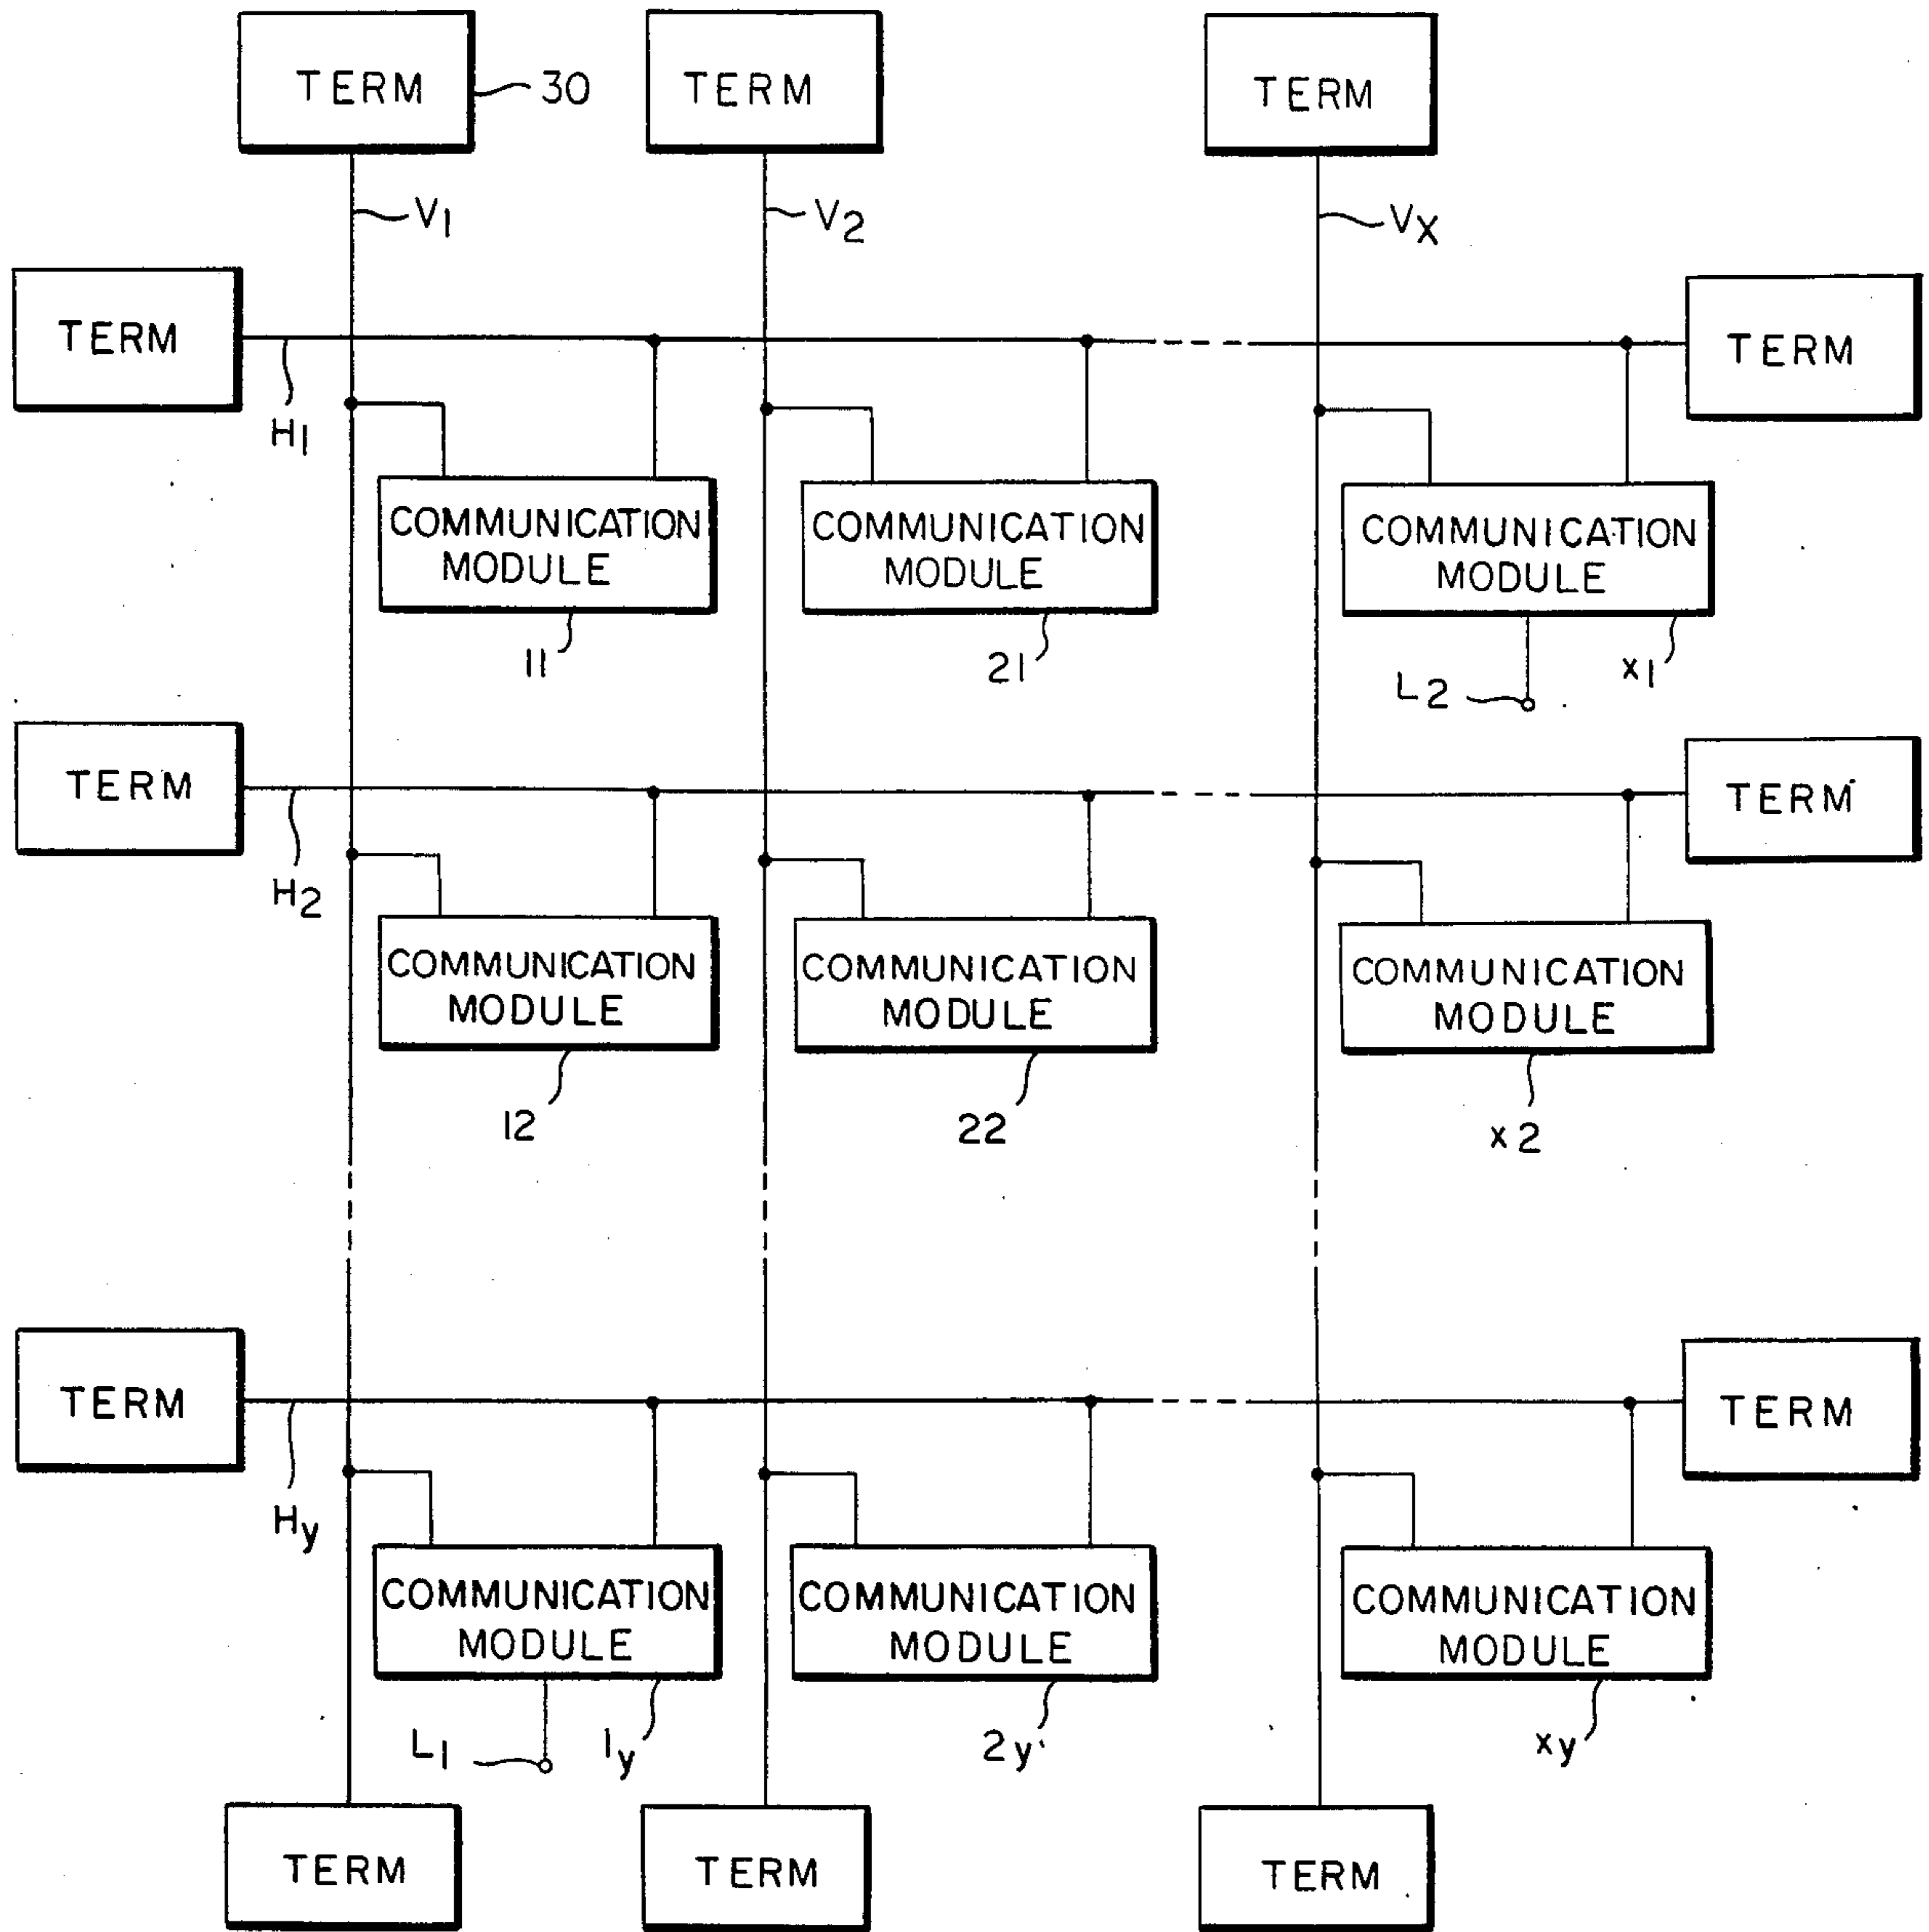 TERM
30
TERM
TERM
V1
V2
VX
TERM
TERM
H1
COMMUNICATION
MODULE
COMMUNICATION
MODULE
COMMUNICATION
MODULE
11
21
x1
L2
TERM
TERM
H2
COMMUNICATION
MODULE
COMMUNICATION
MODULE
COMMUNICATION
MODULE
12
22
x2
TERM
TERM
Hy
COMMUNICATION
MODULE
COMMUNICATION
MODULE
COMMUNICATION
MODULE
L1
1y
2y
xy
TERM
TERM
TERM